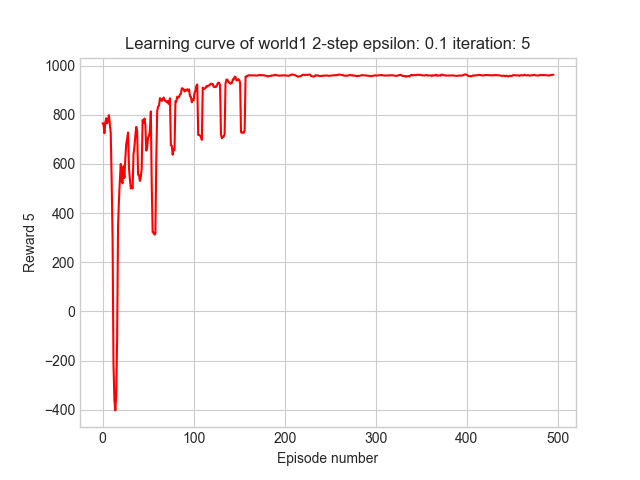 Learning curve of world1 2-step epsilon: 0.1 iteration: 5
1000
800
600
400
200
0
−200
−400
Reward 5
0 100 200 300 400 500
Episode number